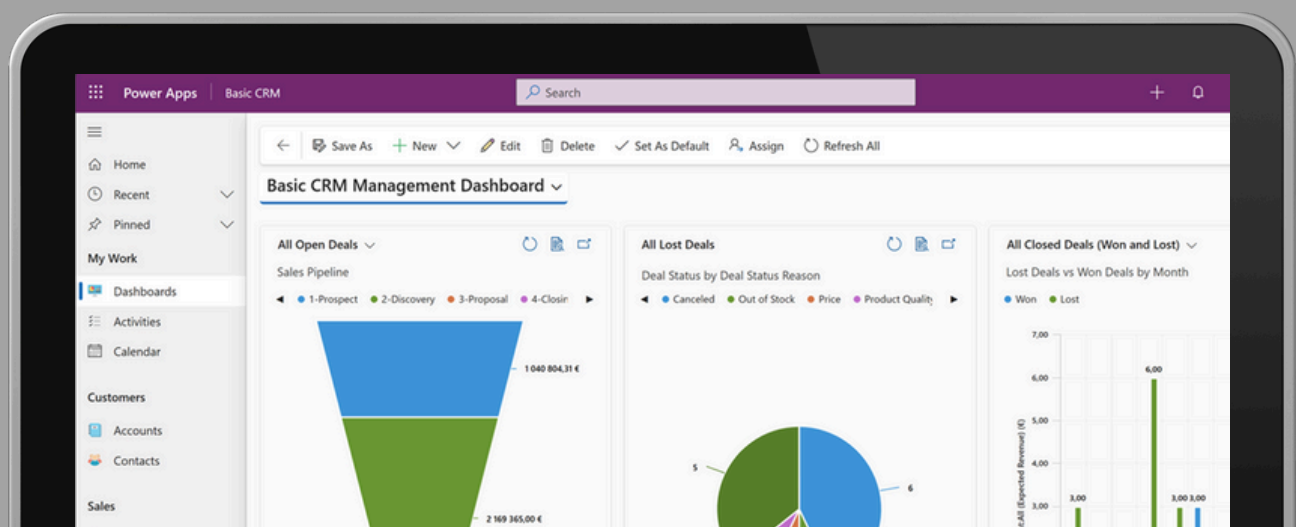 Power Apps Basic CRM Search
Save As New Edit Delete Set As Default Assign Refresh All
Home
Recent
Pinned
My Work
Dashboards
Activities
Calendar
Customers
Accounts
Contacts
Sales
Basic CRM Management Dashboard
All Open Deals
Sales Pipeline
1-Prospect 2-Discovery 3-Proposal 4-Closin
1 040 804,31 €
2 169 365,00 €
All Lost Deals
Deal Status by Deal Status Reason
Canceled Out of Stock Price Product Quality
5
6
All Closed Deals (Won and Lost)
Lost Deals vs Won Deals by Month
Won Lost
7,00
6,00
5,00
4,00
3,00
(Expected Revenue) (€)
3,00
6,00
3,00 3,00